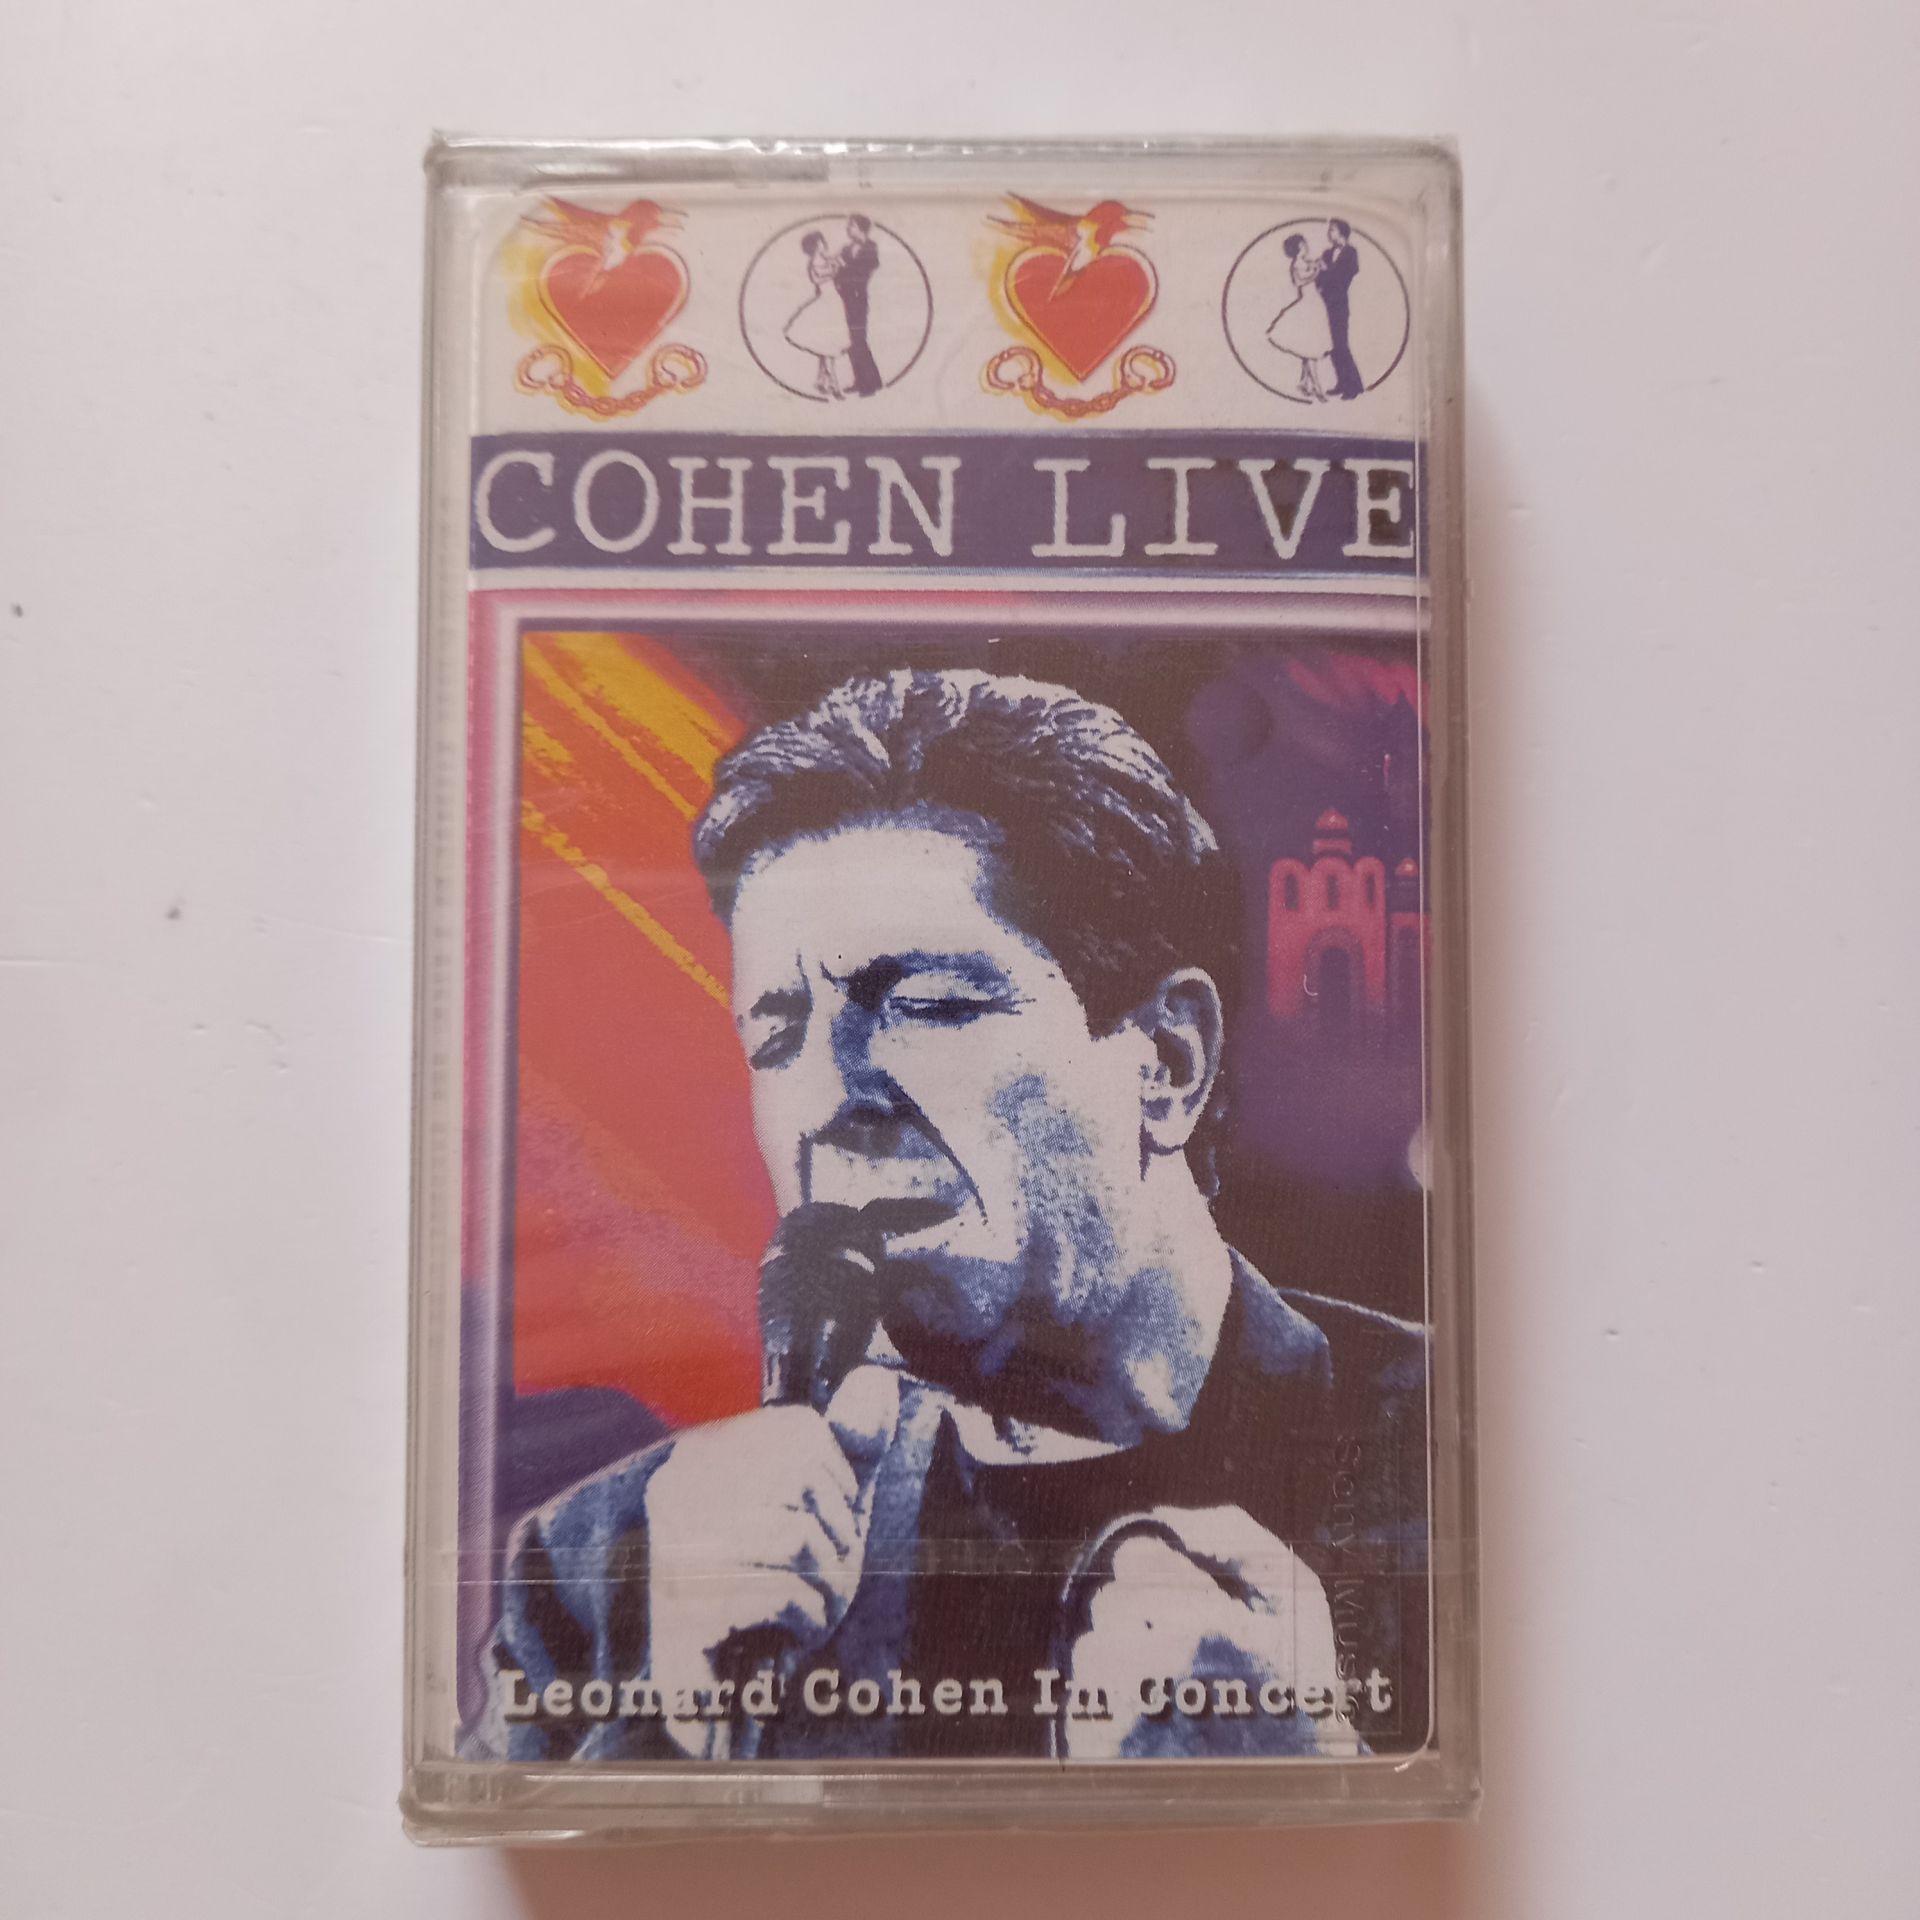 COHEN LIVE
Sony Music
Leonard Cohen In Concert